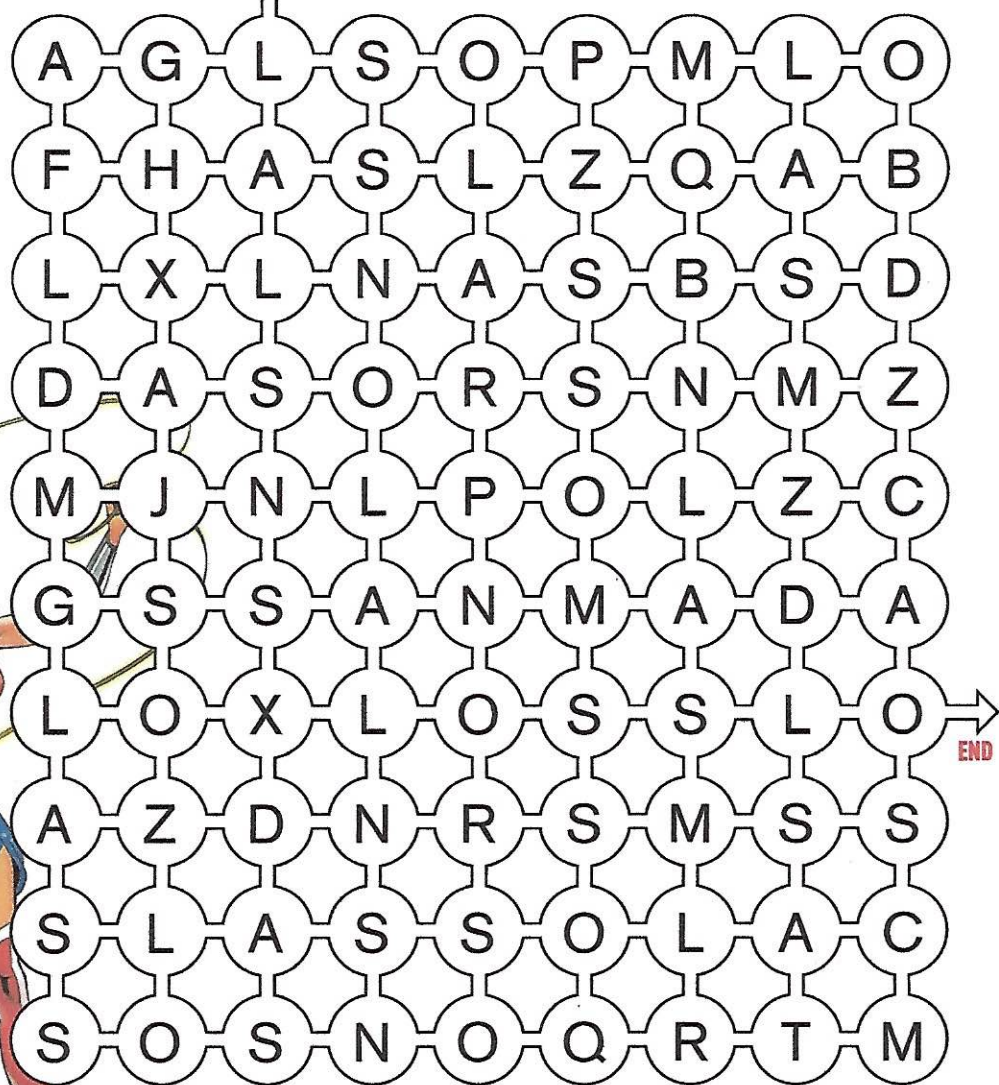 A G L S O P M L O
F H A S L Z Q A B
L X L N A S B S D
D A S O R S N M Z
M J N L P O L Z C
G S S A N M A D A
L O X L O S S L O
END
A Z D N R S M S S
S L A S S O L A C
S O S N O Q R T M